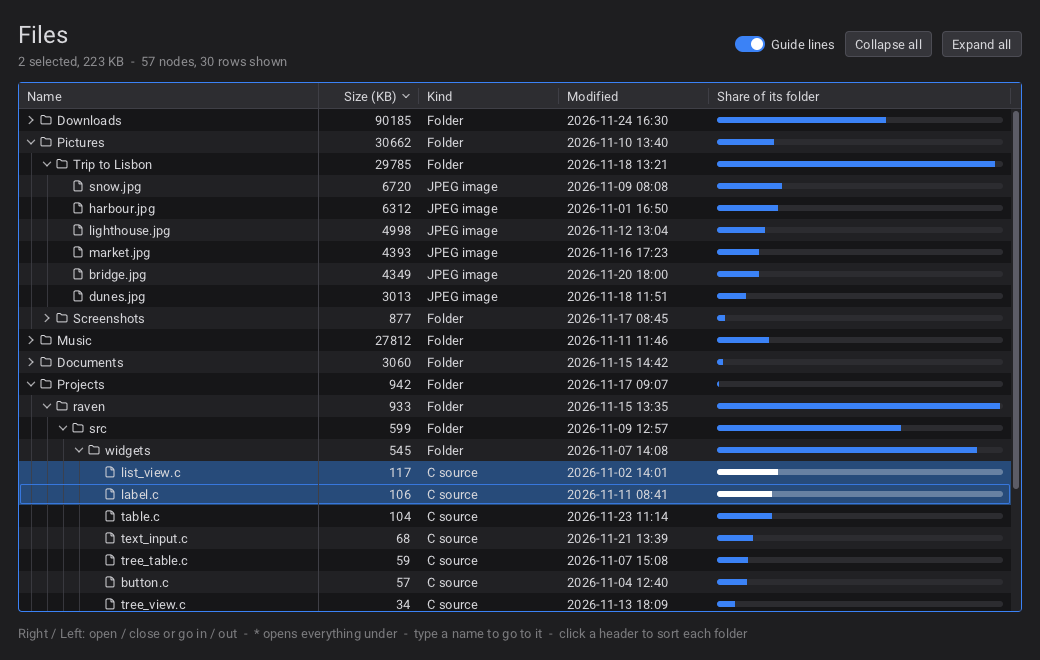 Files
2 selected, 223 KB - 57 nodes, 30 rows shown
Guide lines
Collapse all
Expand all
Name Size (KB) Kind Modified Share of its folder
Downloads 90185 Folder 2026-11-24 16:30
Pictures 30662 Folder 2026-11-10 13:40
Trip to Lisbon 29785 Folder 2026-11-18 13:21
snow.jpg 6720 JPEG image 2026-11-09 08:08
harbour.jpg 6312 JPEG image 2026-11-01 16:50
lighthouse.jpg 4998 JPEG image 2026-11-12 13:04
market.jpg 4393 JPEG image 2026-11-16 17:23
bridge.jpg 4349 JPEG image 2026-11-20 18:00
dunes.jpg 3013 JPEG image 2026-11-18 11:51
Screenshots 877 Folder 2026-11-17 08:45
Music 27812 Folder 2026-11-11 11:46
Documents 3060 Folder 2026-11-15 14:42
Projects 942 Folder 2026-11-17 09:07
raven 933 Folder 2026-11-15 13:35
src 599 Folder 2026-11-09 12:57
widgets 545 Folder 2026-11-07 14:08
list_view.c 117 C source 2026-11-02 14:01
label.c 106 C source 2026-11-11 08:41
table.c 104 C source 2026-11-23 11:14
text_input.c 68 C source 2026-11-21 13:39
tree_table.c 59 C source 2026-11-07 15:08
button.c 57 C source 2026-11-04 12:40
tree_view.c 34 C source 2026-11-13 18:09
Right / Left: open / close or go in / out - * opens everything under - type a name to go to it - click a header to sort each folder